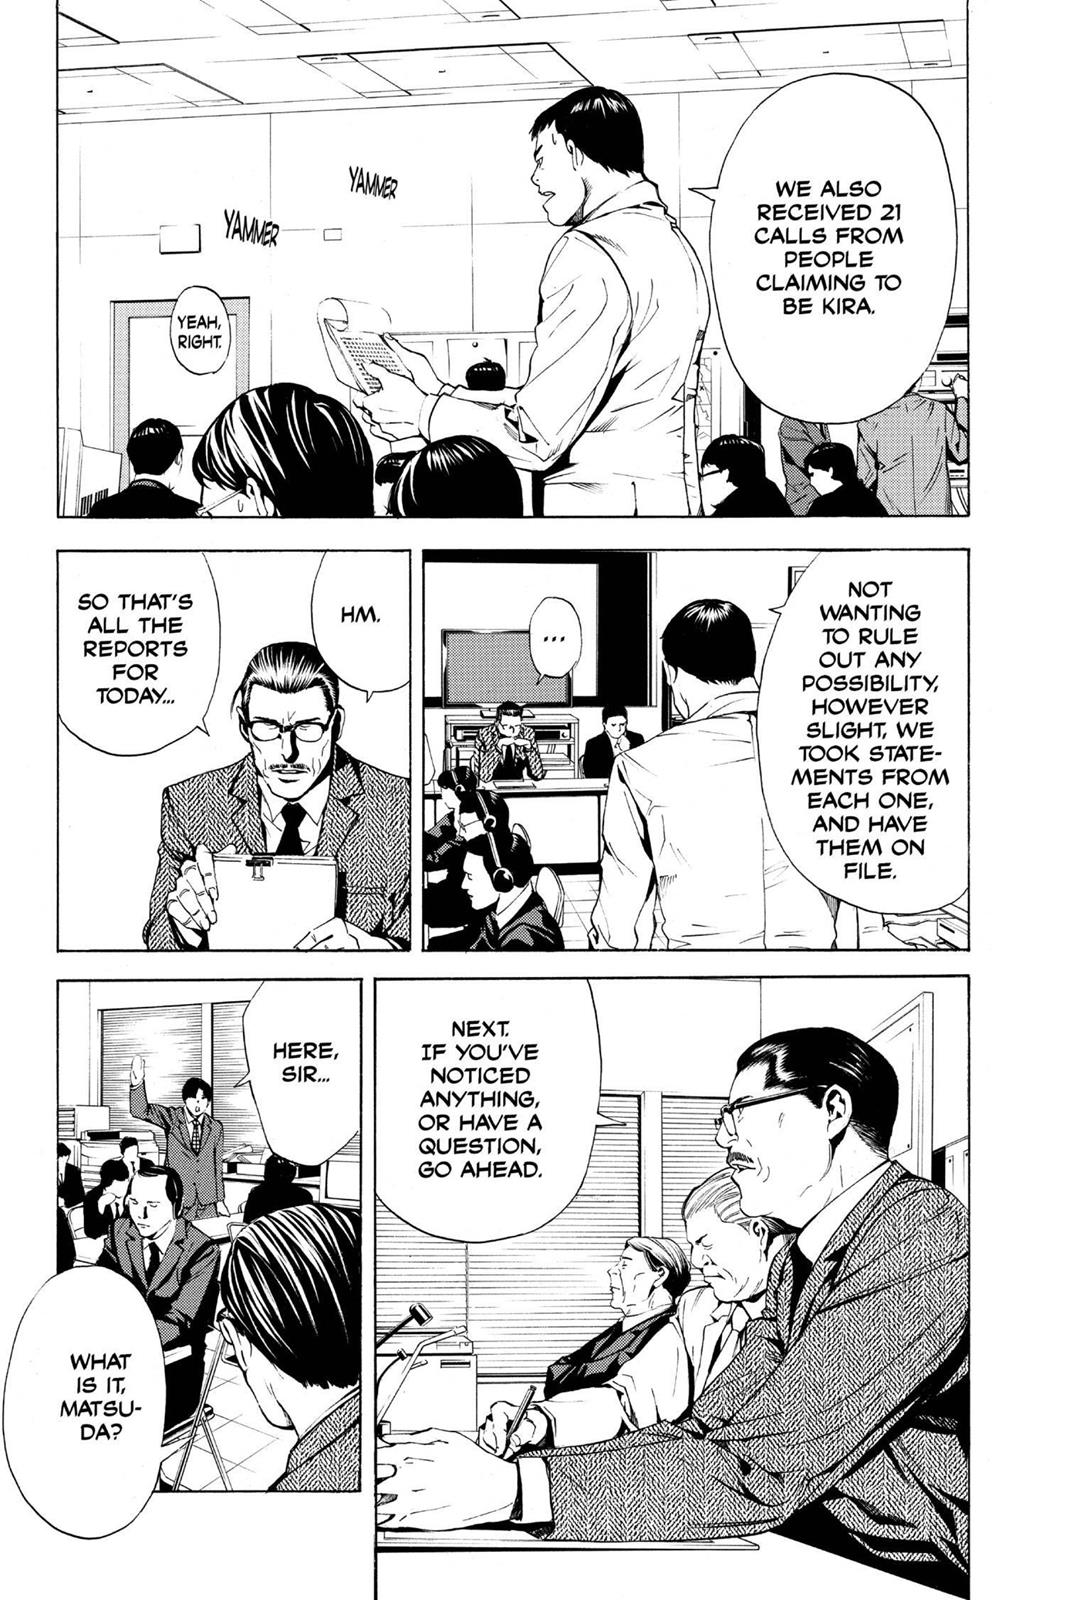 WE ALSO
RECEIVED 21
CALLS FROM
PEOPLE
CLAIMING TO
BE KIRA.
YAMMER
YAMMER
YEAH,
RIGHT.
NOT
WANTING
TO RULE
OUT ANY
POSSIBILITY,
HOWEVER
SLIGHT, WE
TOOK STATE-
MENTS FROM
EACH ONE,
AND HAVE
THEM ON
FILE.
...
HM.
SO THAT'S
ALL THE
REPORTS
FOR
TODAY...
NEXT.
IF YOU'VE
NOTICED
ANYTHING,
OR HAVE A
QUESTION,
GO AHEAD.
HERE,
SIR...
WHAT
IS IT,
MATSU-
DA?